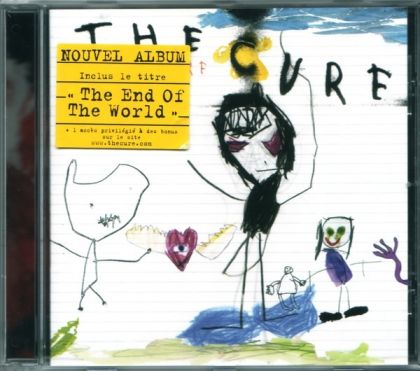 THE
CURE
NOUVEL ALBUM
Inclus le titre
" The End Of
The World "
+ 1 accès privilégié à des bonus
sur le site
www.thecure.com